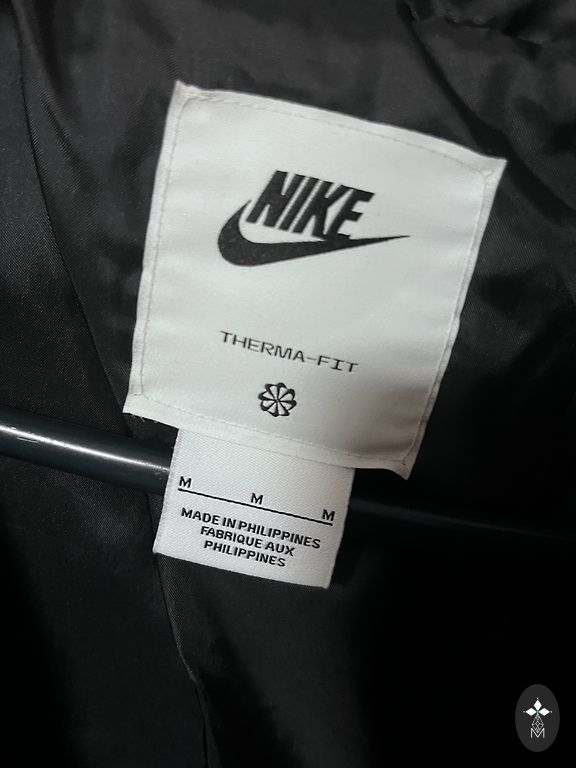 NIKE
THERMA-FIT
M M M
MADE IN PHILIPPINES
FABRIQUE AUX
PHILIPPINES